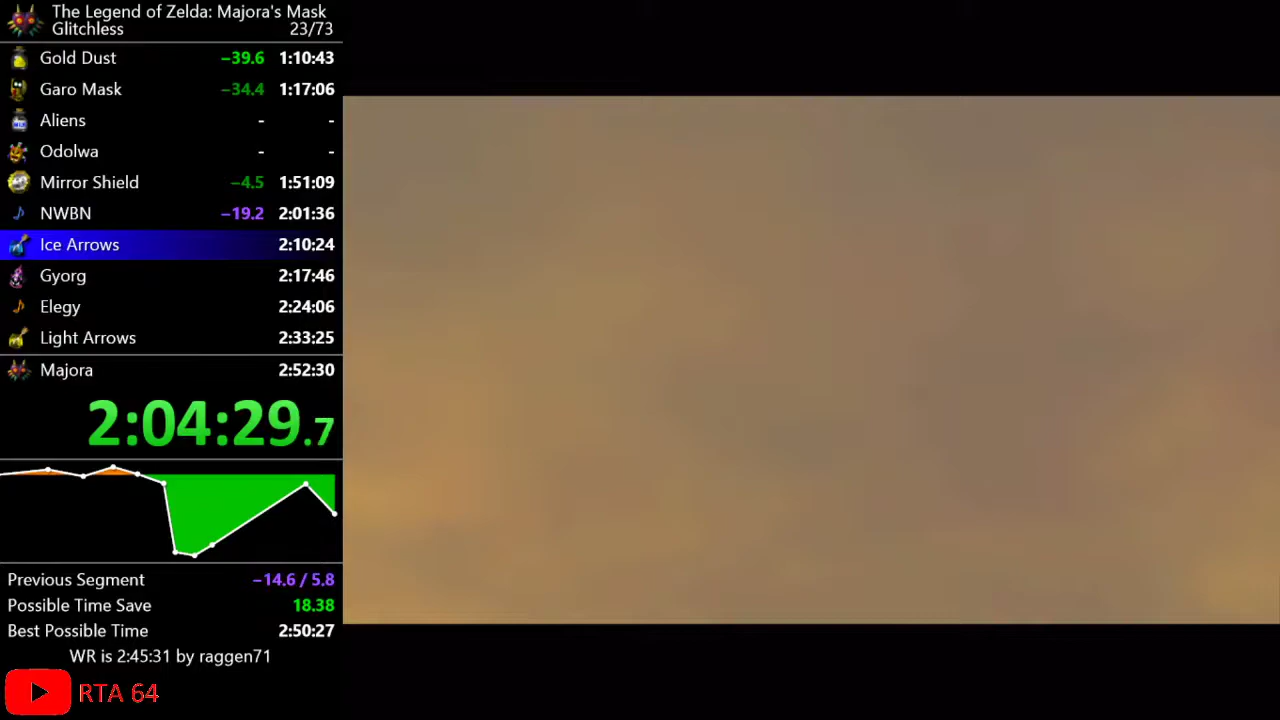 The Legend of Zelda: Majora's Mask
Glitchless 23/73
Gold Dust −39.6 1:10:43
Garo Mask −34.4 1:17:06
Aliens - -
Odolwa - -
Mirror Shield −4.5 1:51:09
NWBN −19.2 2:01:36
Ice Arrows 2:10:24
Gyorg 2:17:46
Elegy 2:24:06
Light Arrows 2:33:25
Majora 2:52:30
2:04:29.7
Previous Segment −14.6 / 5.8
Possible Time Save 18.38
Best Possible Time 2:50:27
WR is 2:45:31 by raggen71
RTA 64